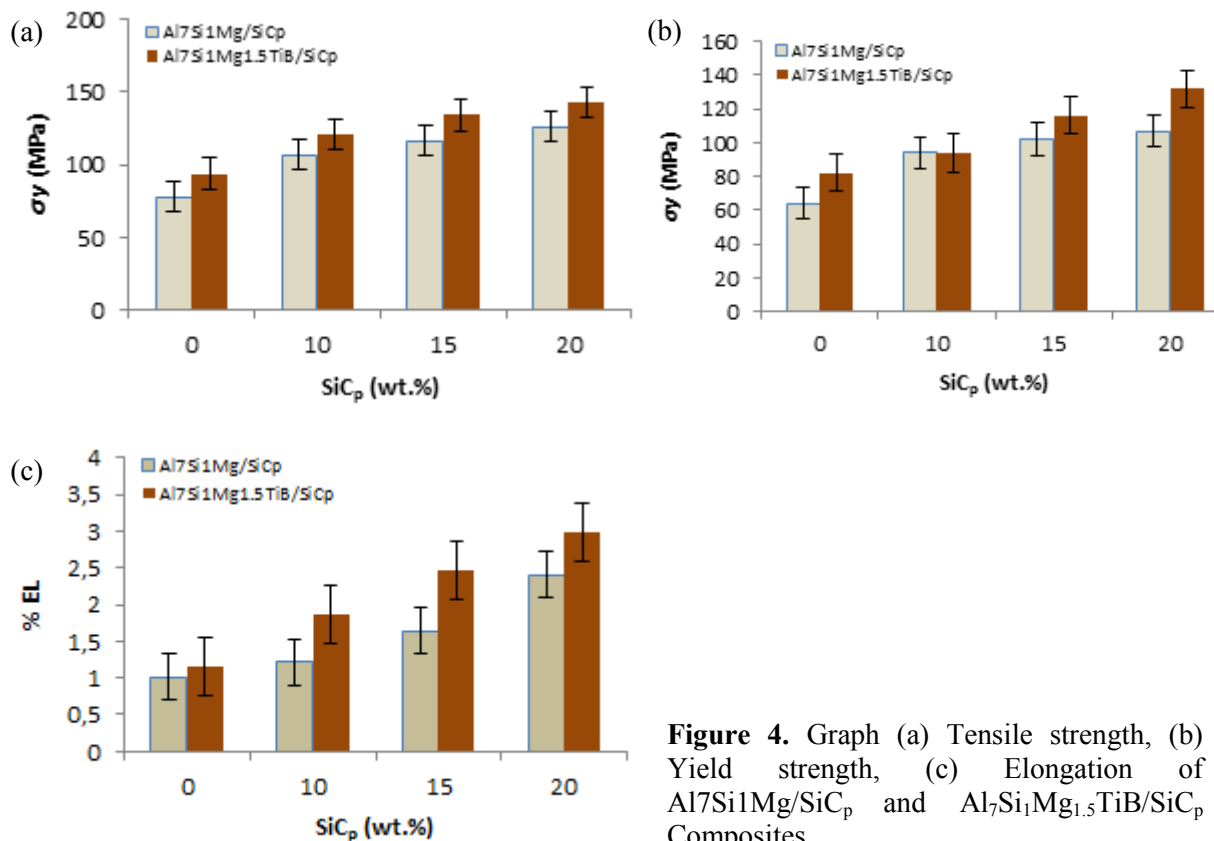 (a)
200
150
100
50
0
σy (MPa)
Al7Si1Mg/SiCp
Al7Si1Mg1.5TiB/SiCp
0 10 15 20
SiCp (wt.%)
(b)
160
140
120
100
80
60
40
20
0
σy (MPa)
Al7Si1Mg/SiCp
Al7Si1Mg1.5TiB/SiCp
0 10 15 20
SiCp (wt.%)
(c)
4
3,5
3
2,5
2
1,5
1
0,5
0
% EL
Al7Si1Mg/SiCp
Al7Si1Mg1.5TiB/SiCp
0 10 15 20
SiCp (wt.%)
Figure 4. Graph (a) Tensile strength, (b)
Yield strength, (c) Elongation of
Al7Si1Mg/SiCp and Al7Si1Mg1.5TiB/SiCp
Composites